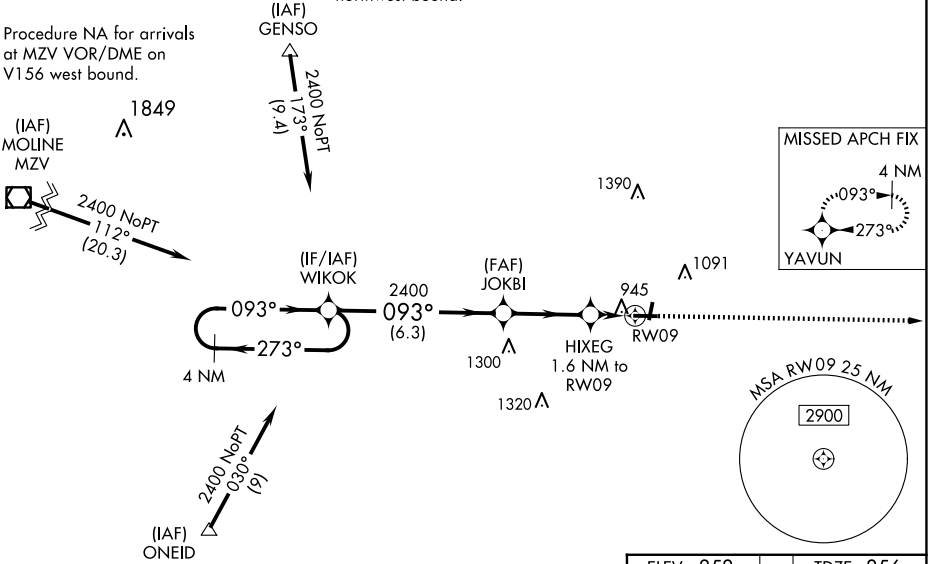 northwest bound.
(IAF)
GENSO
Procedure NA for arrivals
at MZV VOR/DME on
V156 west bound.
1849
(IAF)
MOLINE
MZV
2400 NoPT
173°
(9.4)
MISSED APCH FIX
4 NM
093°
273°
YAVUN
1390
2400 NoPT
112°
(20.3)
(IF/IAF)
WIKOK
(FAF)
JOKBI
1091
945
093°
2400
093°
(6.3)
RW09
273°
4 NM
1300
HIXEG
1.6 NM to
RW09
1320
MSA RW09 25 NM
2900
2400 NoPT
030°
(9)
(IAF)
ONEID